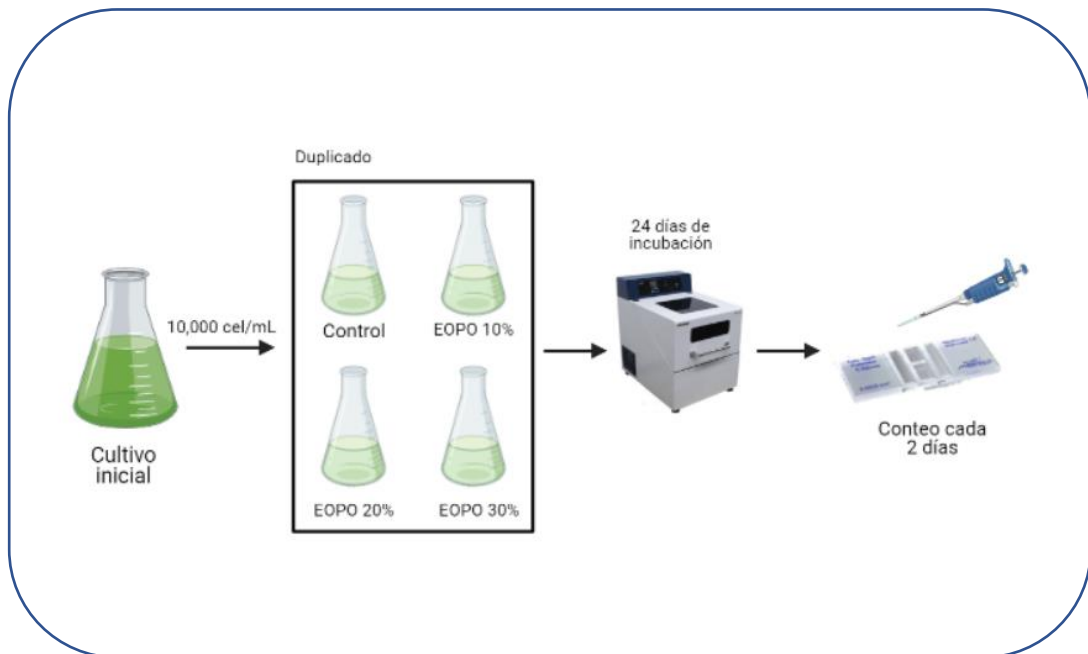 Duplicado
10,000 cel/mL
Cultivo
inicial
Control
EOPO 10%
EOPO 20%
EOPO 30%
24 días de
incubación
Conteo cada
2 días